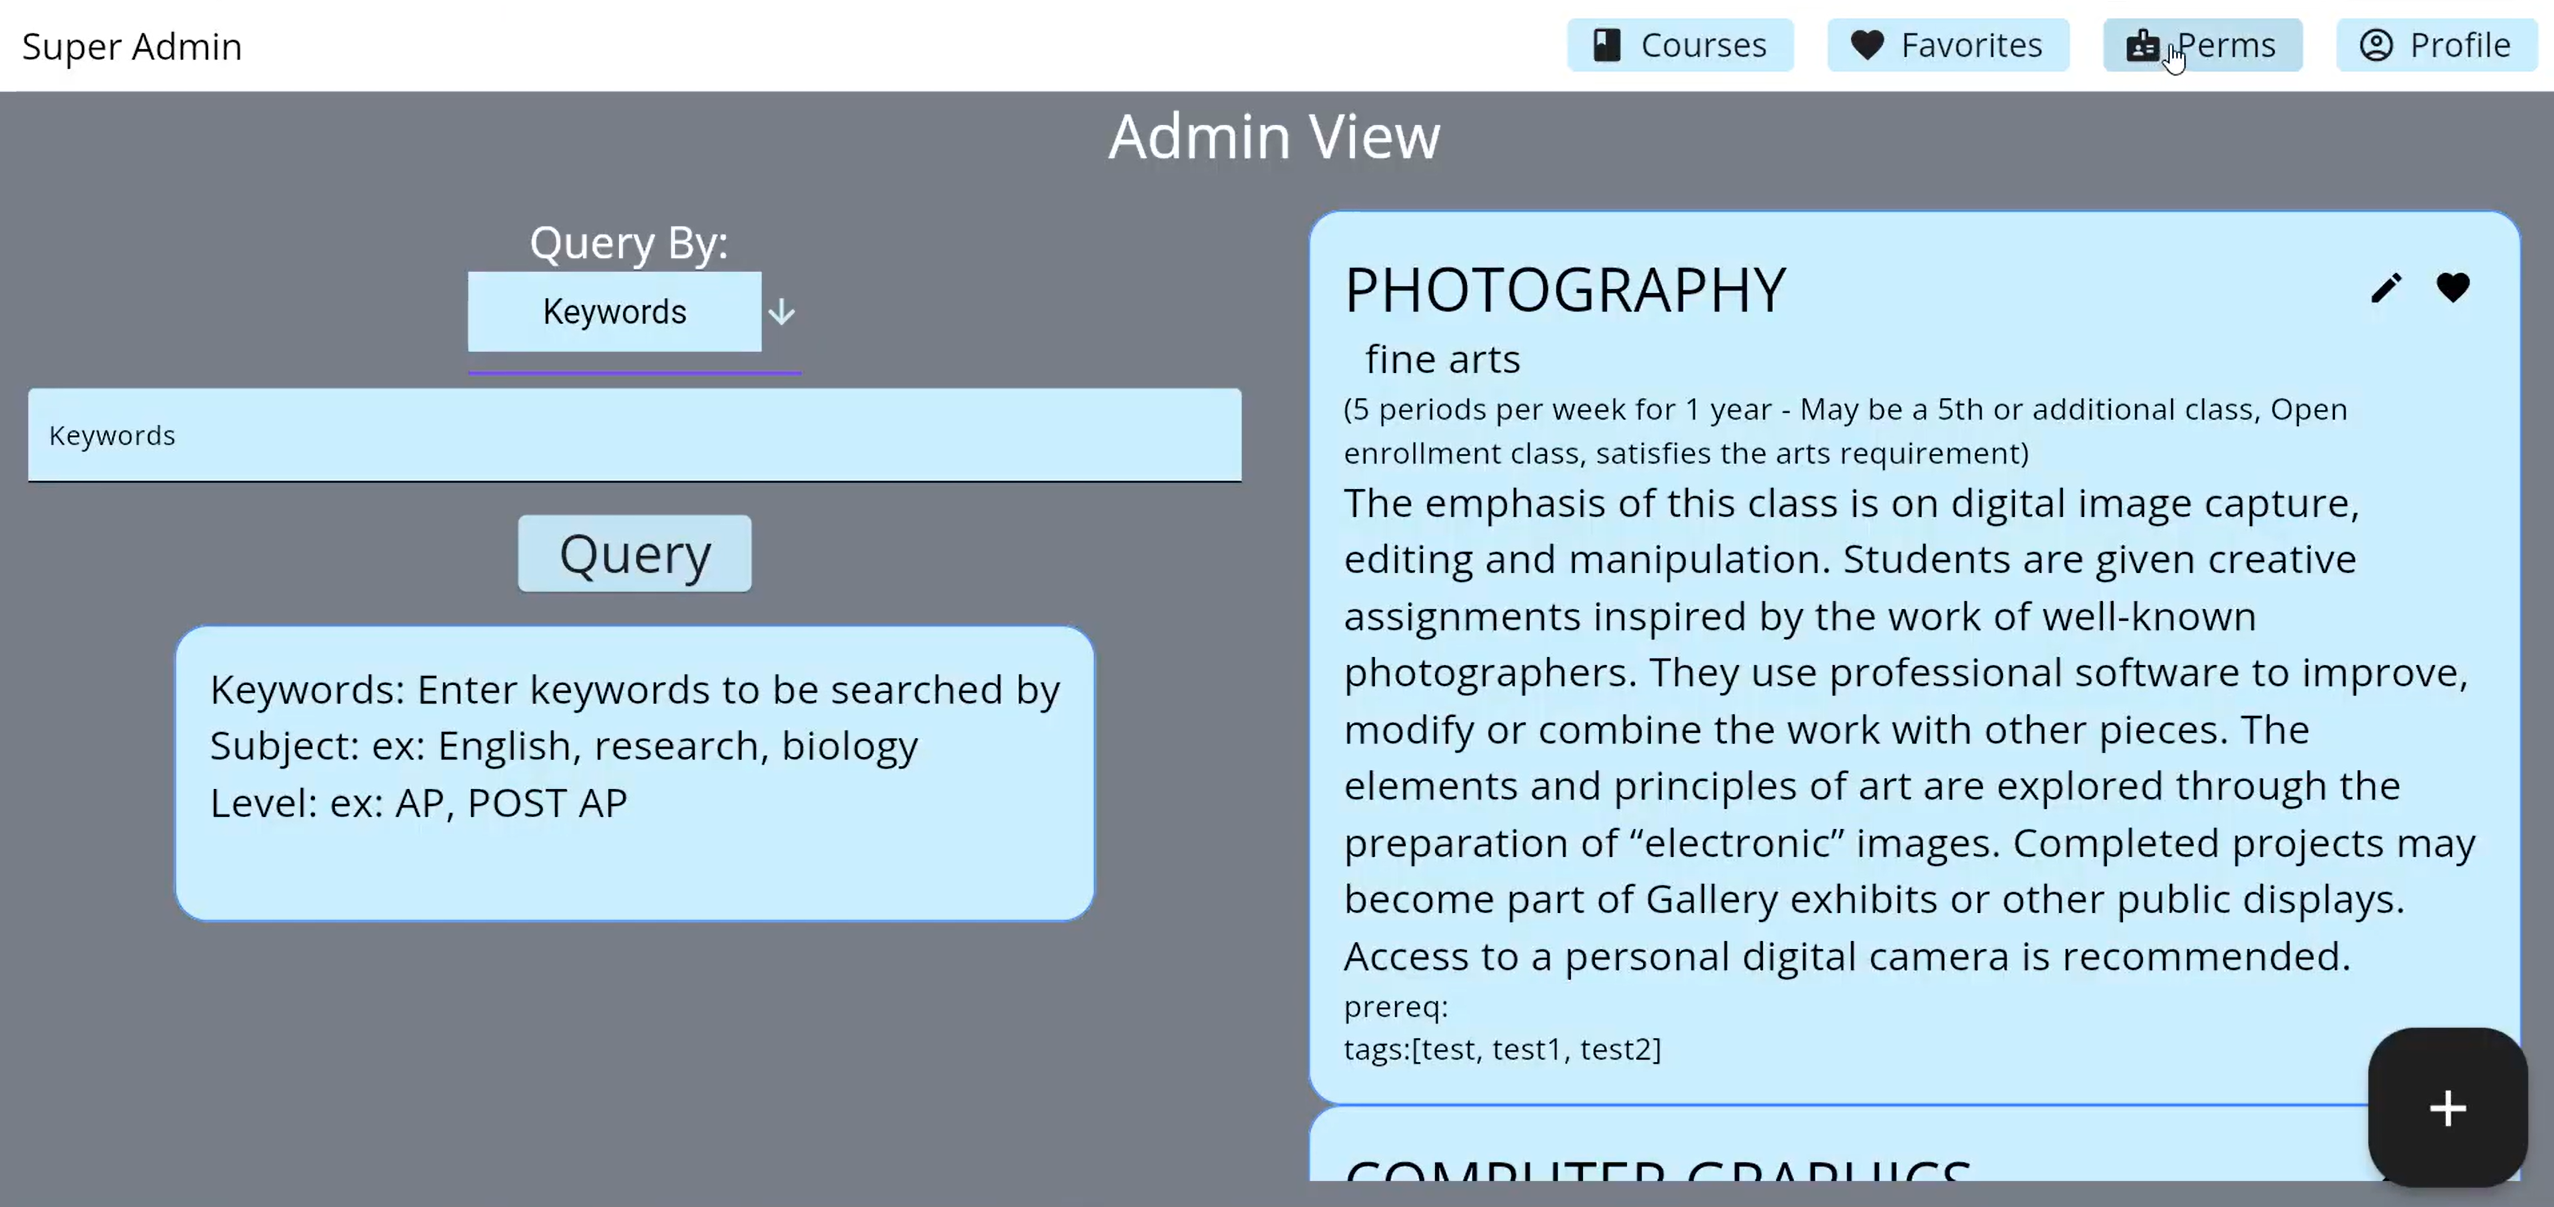 Super Admin
Courses
Favorites
Perms
Profile
Admin View
Query By:
Keywords
Keywords
Query
Keywords: Enter keywords to be searched by
Subject: ex: English, research, biology
Level: ex: AP, POST AP
PHOTOGRAPHY
fine arts
(5 periods per week for 1 year - May be a 5th or additional class, Open
enrollment class, satisfies the arts requirement)
The emphasis of this class is on digital image capture,
editing and manipulation. Students are given creative
assignments inspired by the work of well-known
photographers. They use professional software to improve,
modify or combine the work with other pieces. The
elements and principles of art are explored through the
preparation of “electronic” images. Completed projects may
become part of Gallery exhibits or other public displays.
Access to a personal digital camera is recommended.
prereq:
tags:[test, test1, test2]
COMPUTER GRAPHICS